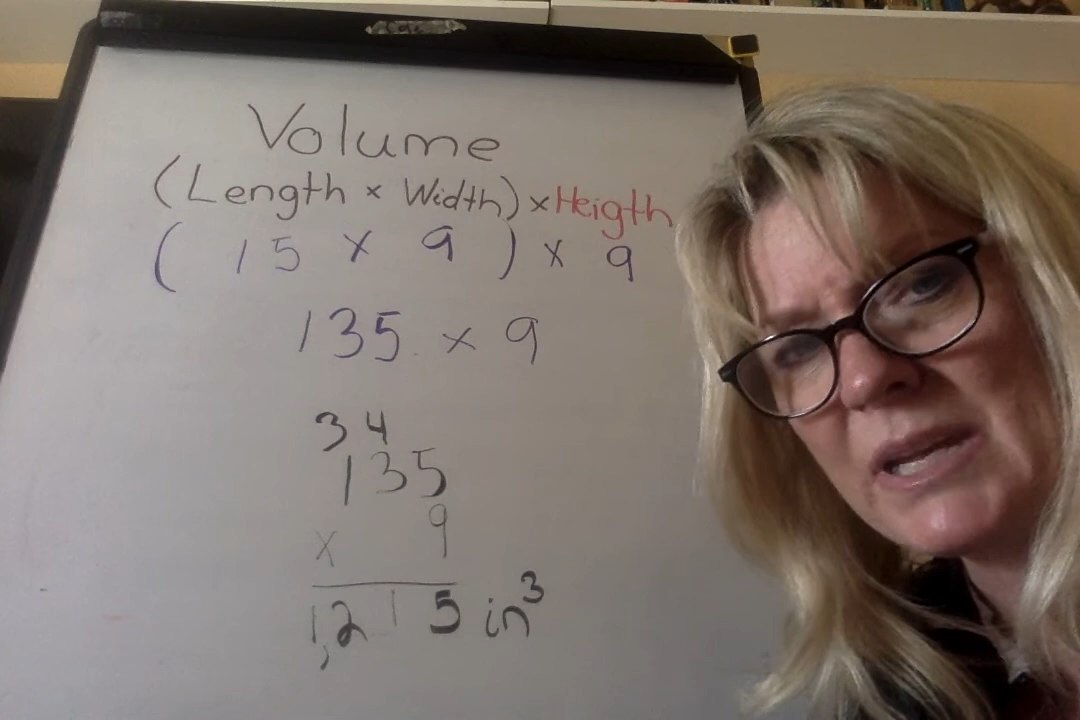 Volume
(Length × Width) × Heigth
( 15 × 9 ) × 9
135 × 9
3 4
135
× 9
1,215 in³